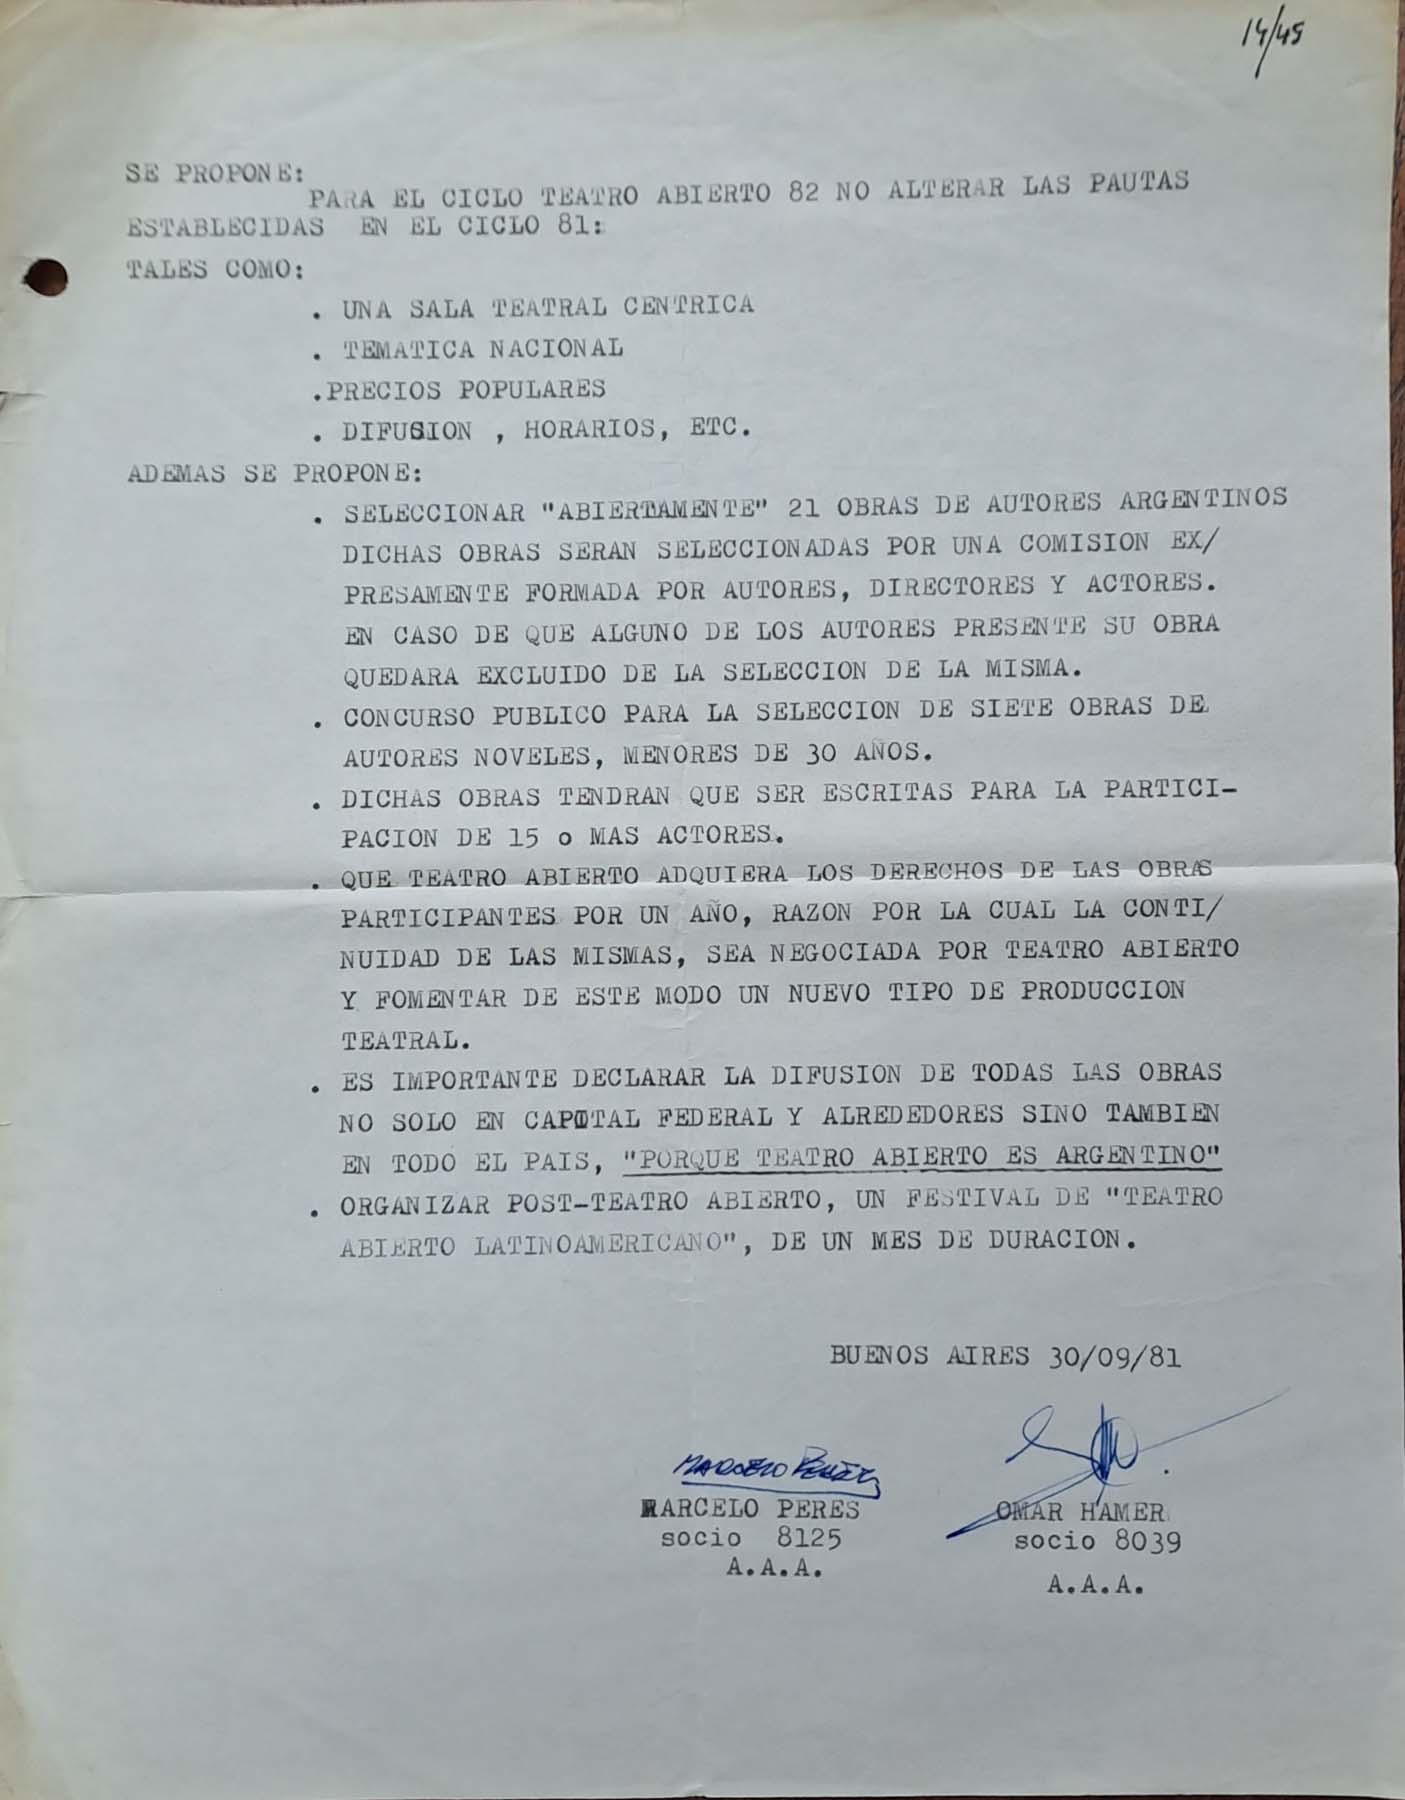 14/45
SE PROPONE:
PARA EL CICLO TEATRO ABIERTO 82 NO ALTERAR LAS PAUTAS
ESTABLECIDAS EN EL CICLO 81:
TALES COMO:
. UNA SALA TEATRAL CENTRICA
. TEMATICA NACIONAL
.PRECIOS POPULARES
. DIFUSION , HORARIOS, ETC.
ADEMAS SE PROPONE:
. SELECCIONAR "ABIERTAMENTE" 21 OBRAS DE AUTORES ARGENTINOS
DICHAS OBRAS SERAN SELECCIONADAS POR UNA COMISION EX/
PRESAMENTE FORMADA POR AUTORES, DIRECTORES Y ACTORES.
EN CASO DE QUE ALGUNO DE LOS AUTORES PRESENTE SU OBRA
QUEDARA EXCLUIDO DE LA SELECCION DE LA MISMA.
. CONCURSO PUBLICO PARA LA SELECCION DE SIETE OBRAS DE
AUTORES NOVELES, MENORES DE 30 AÑOS.
. DICHAS OBRAS TENDRAN QUE SER ESCRITAS PARA LA PARTICI-
PACION DE 15 o MAS ACTORES.
. QUE TEATRO ABIERTO ADQUIERA LOS DERECHOS DE LAS OBRAS
PARTICIPANTES POR UN AÑO, RAZON POR LA CUAL LA CONTI/
NUIDAD DE LAS MISMAS, SEA NEGOCIADA POR TEATRO ABIERTO
Y FOMENTAR DE ESTE MODO UN NUEVO TIPO DE PRODUCCION
TEATRAL.
. ES IMPORTANTE DECLARAR LA DIFUSION DE TODAS LAS OBRAS
NO SOLO EN CAPITAL FEDERAL Y ALREDEDORES SINO TAMBIEN
EN TODO EL PAIS, "PORQUE TEATRO ABIERTO ES ARGENTINO"
. ORGANIZAR POST-TEATRO ABIERTO, UN FESTIVAL DE "TEATRO
ABIERTO LATINOAMERICANO", DE UN MES DE DURACION.
BUENOS AIRES 30/09/81
MARCELO
MARCELO PERES
socio 8125
A.A.A.
OMAR HAMER
socio 8039
A.A.A.